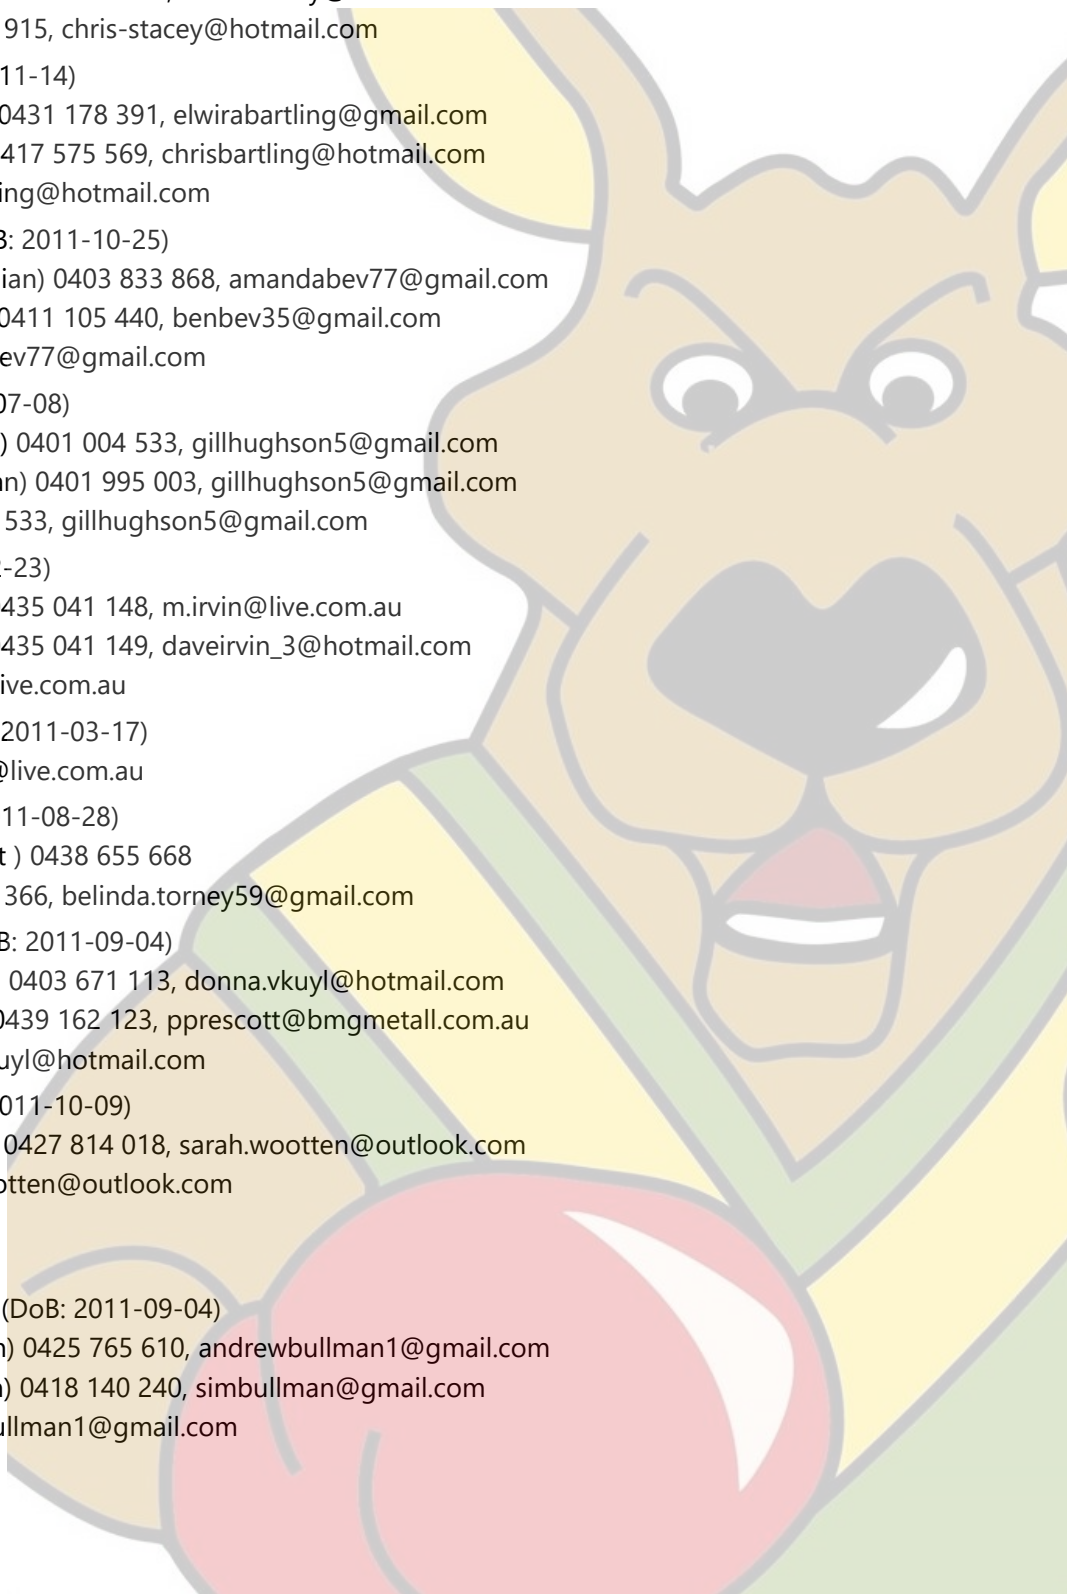 915, chris-stacey@hotmail.com
11-14)
0431 178 391, elwirabartling@gmail.com
417 575 569, chrisbartling@hotmail.com
ing@hotmail.com
: 2011-10-25)
ian) 0403 833 868, amandabev77@gmail.com
0411 105 440, benbev35@gmail.com
ev77@gmail.com
07-08)
) 0401 004 533, gillhughson5@gmail.com
n) 0401 995 003, gillhughson5@gmail.com
533, gillhughson5@gmail.com
-23)
435 041 148, m.irvin@live.com.au
435 041 149, daveirvin_3@hotmail.com
ive.com.au
2011-03-17)
@live.com.au
11-08-28)
t ) 0438 655 668
366, belinda.torney59@gmail.com
B: 2011-09-04)
0403 671 113, donna.vkuyl@hotmail.com
0439 162 123, pprescott@bmgmetall.com.au
uyl@hotmail.com
011-10-09)
0427 814 018, sarah.wootten@outlook.com
otten@outlook.com
(DoB: 2011-09-04)
) 0425 765 610, andrewbullman1@gmail.com
) 0418 140 240, simbullman@gmail.com
ullman1@gmail.com